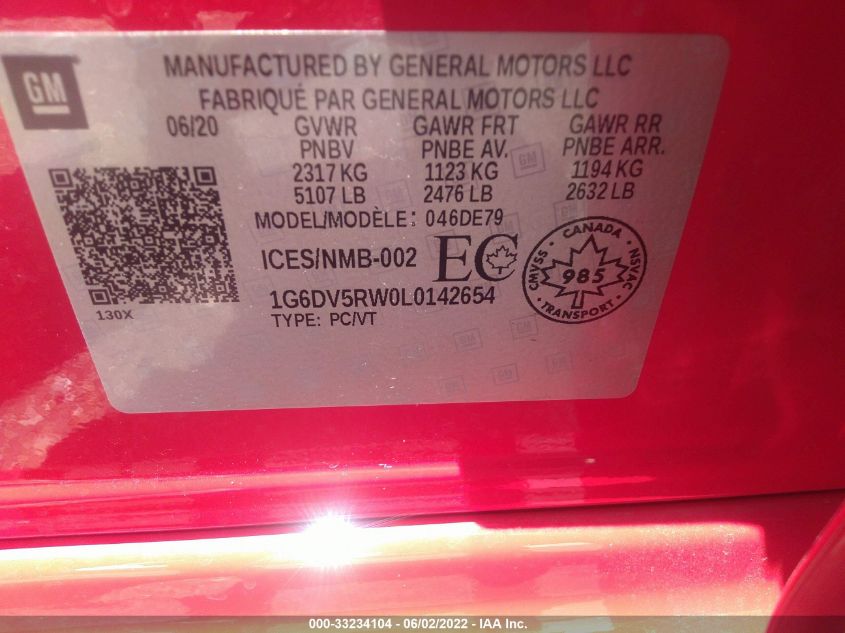 GM
MANUFACTURED BY GENERAL MOTORS LLC
FABRIQUÉ PAR GENERAL MOTORS LLC
06/20 GVWR GAWR FRT GAWR RR
PNBV PNBE AV. PNBE ARR.
2317 KG 1123 KG 1194 KG
5107 LB 2476 LB 2632 LB
MODEL/MODÈLE: 046DE79
ICES/NMB-002 EC
CANADA
CMVSS 985 NSVAC
TRANSPORT
1G6DV5RW0L0142654
130X
TYPE: PC/VT
000-33234104 - 06/02/2022 - IAA Inc.